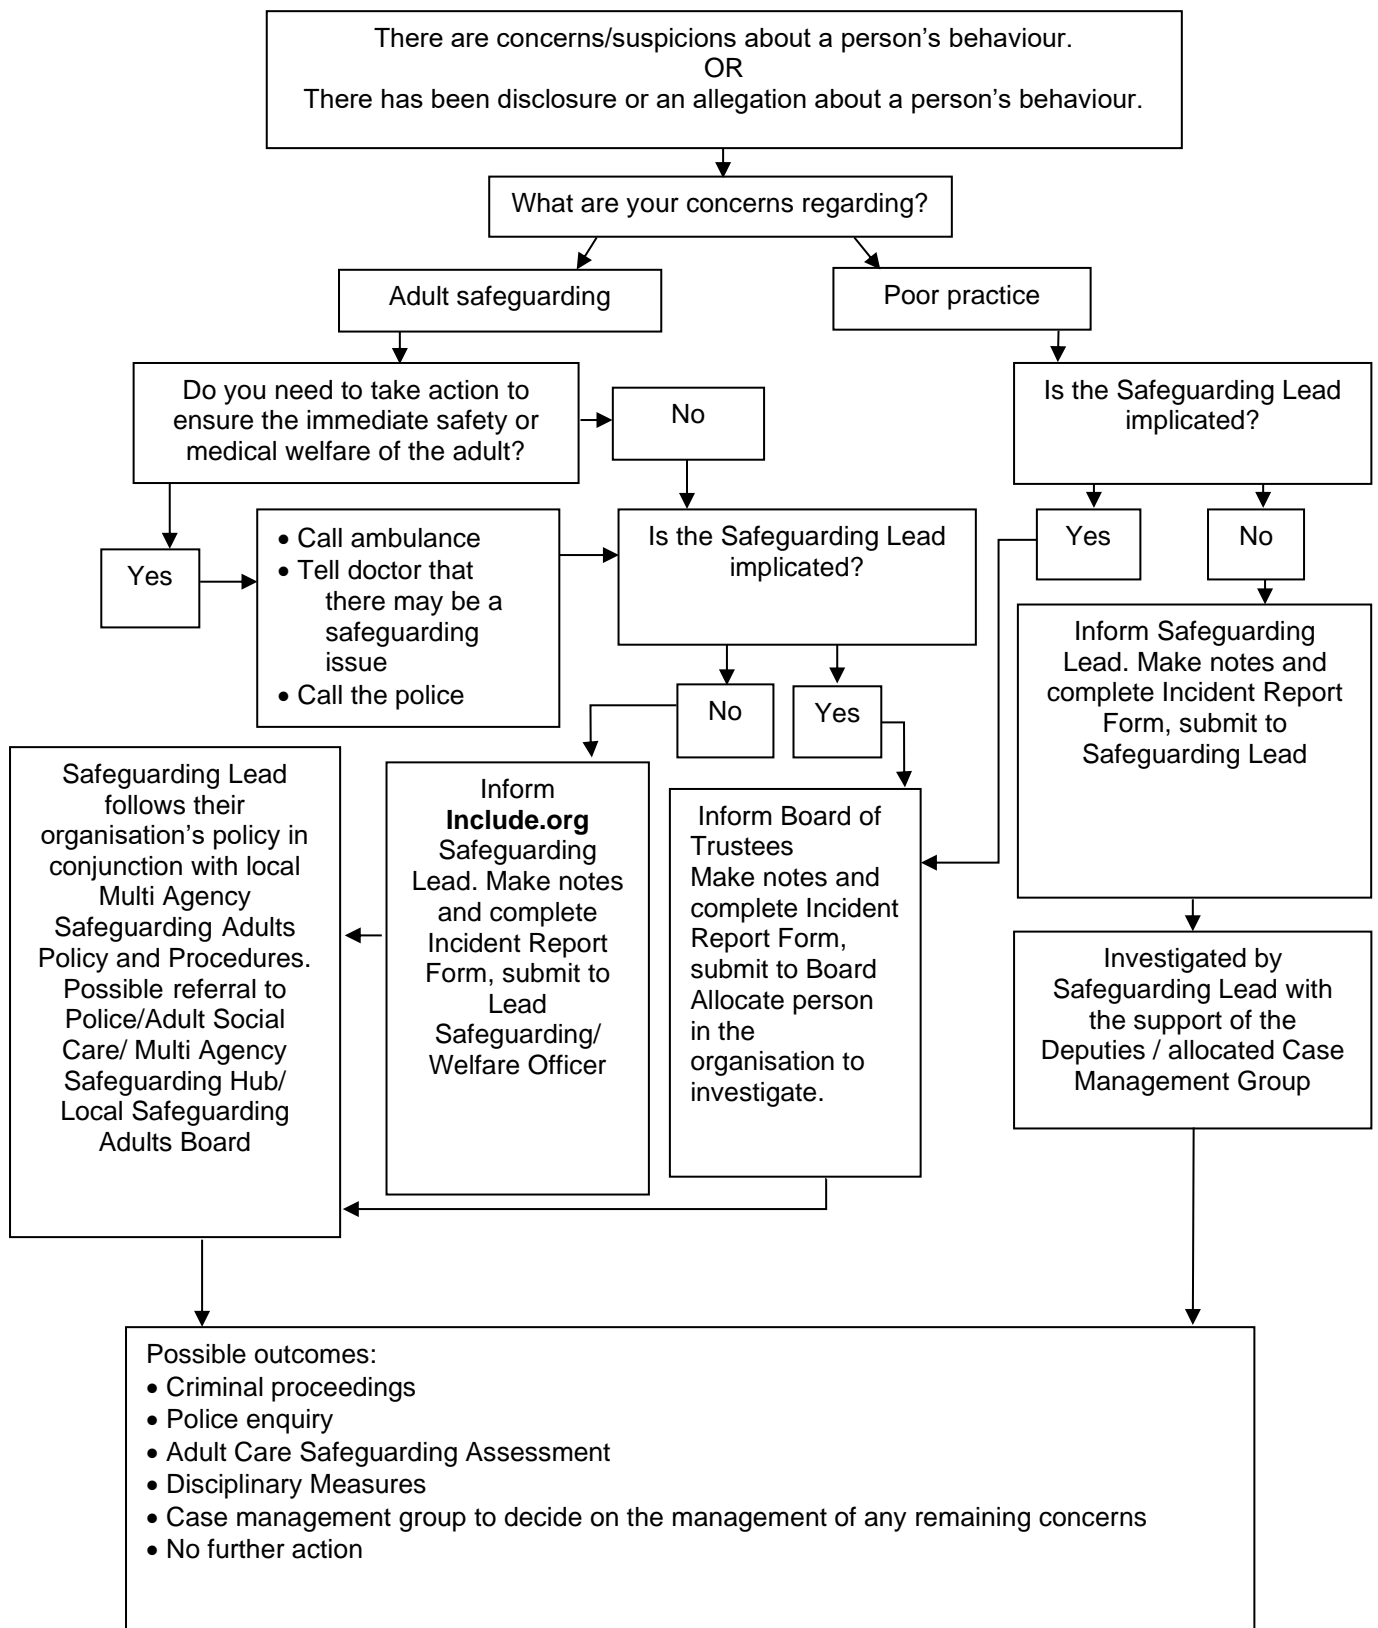 There are concerns/suspicions about a person’s behaviour.
OR
There has been disclosure or an allegation about a person’s behaviour.
What are your concerns regarding?
Adult safeguarding
Poor practice
Do you need to take action to
ensure the immediate safety or
medical welfare of the adult?
No
Is the Safeguarding Lead
implicated?
Yes
• Call ambulance
• Tell doctor that
there may be a
safeguarding
issue
• Call the police
Is the Safeguarding Lead
implicated?
Yes
No
No
Yes
Inform Safeguarding
Lead. Make notes and
complete Incident Report
Form, submit to
Safeguarding Lead
Safeguarding Lead
follows their
organisation’s policy in
conjunction with local
Multi Agency
Safeguarding Adults
Policy and Procedures.
Possible referral to
Police/Adult Social
Care/ Multi Agency
Safeguarding Hub/
Local Safeguarding
Adults Board
Inform
Include.org
Safeguarding
Lead. Make notes
and complete
Incident Report
Form, submit to
Lead
Safeguarding/
Welfare Officer
Inform Board of
Trustees
Make notes and
complete Incident
Report Form,
submit to Board
Allocate person
in the
organisation to
investigate.
Investigated by
Safeguarding Lead with
the support of the
Deputies / allocated Case
Management Group
Possible outcomes:
• Criminal proceedings
• Police enquiry
• Adult Care Safeguarding Assessment
• Disciplinary Measures
• Case management group to decide on the management of any remaining concerns
• No further action